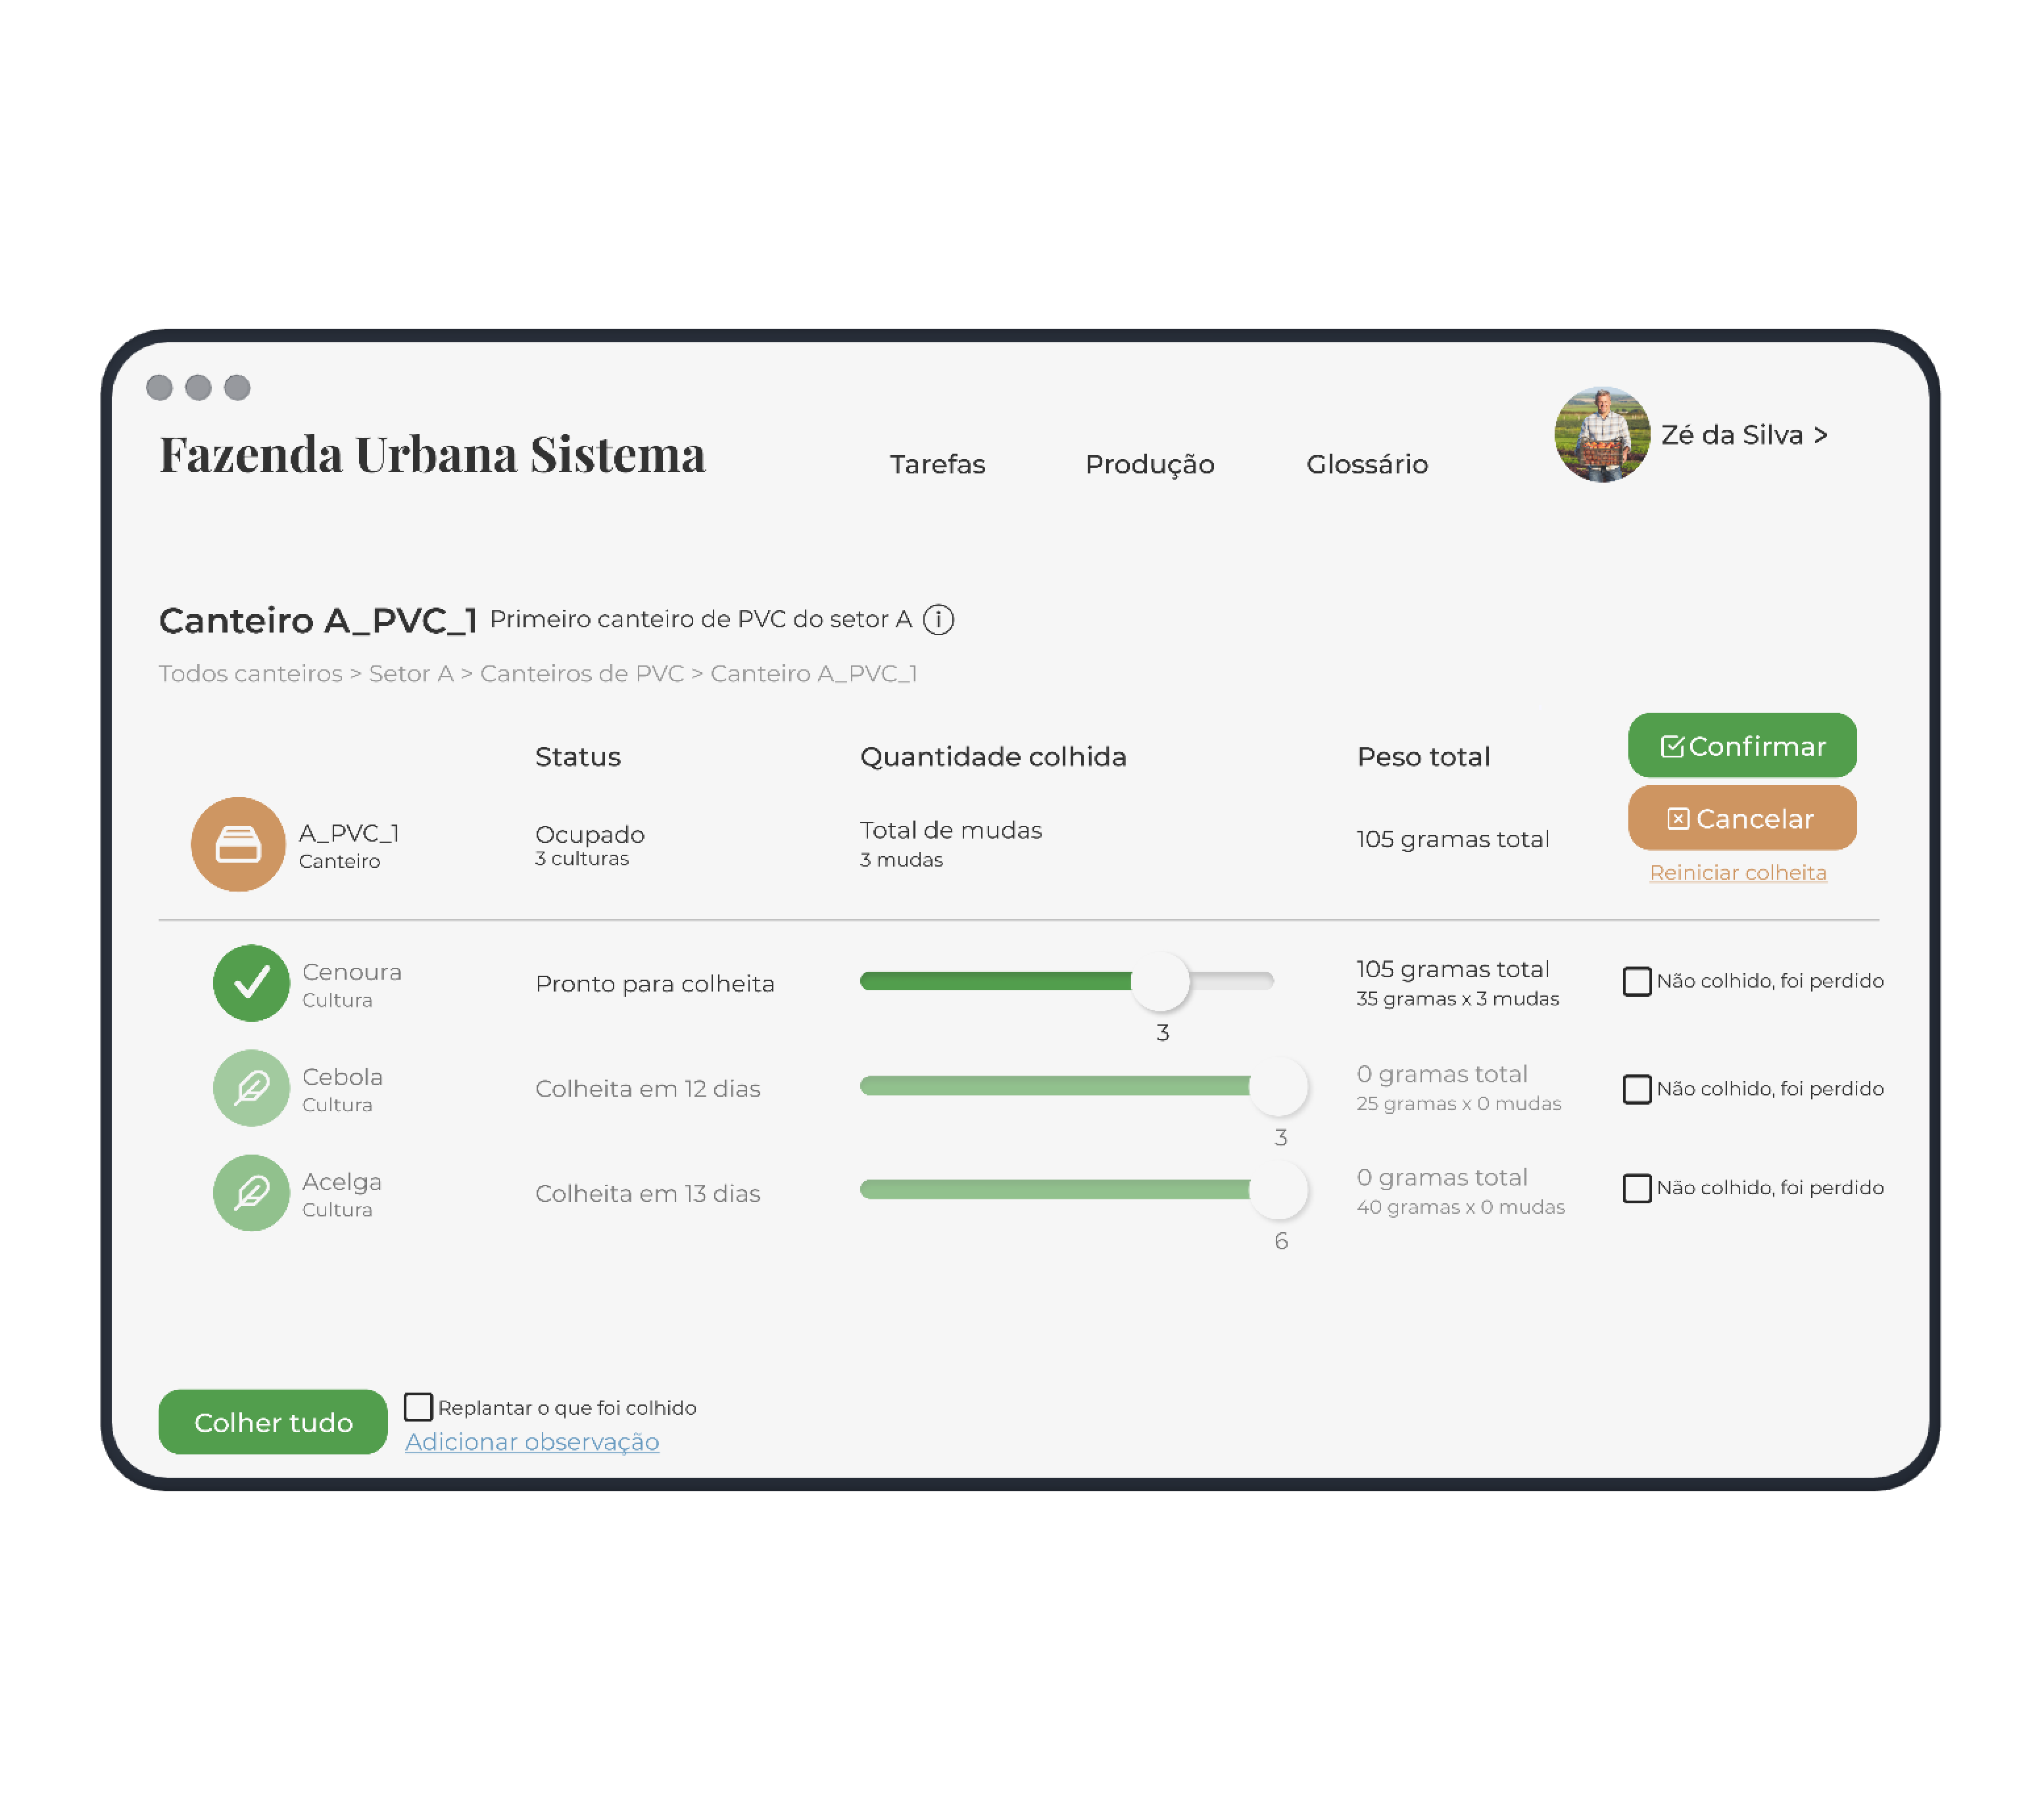 Fazenda Urbana Sistema
Tarefas
Produção
Glossário
Zé da Silva >
Canteiro A_PVC_1 Primeiro canteiro de PVC do setor A i
Todos canteiros > Setor A > Canteiros de PVC > Canteiro A_PVC_1
Status
Quantidade colhida
Peso total
Confirmar
Cancelar
Reiniciar colheita
A_PVC_1
Canteiro
Ocupado
3 culturas
Total de mudas
3 mudas
105 gramas total
Cenoura
Cultura
Pronto para colheita
3
105 gramas total
35 gramas x 3 mudas
Não colhido, foi perdido
Cebola
Cultura
Colheita em 12 dias
3
0 gramas total
25 gramas x 0 mudas
Não colhido, foi perdido
Acelga
Cultura
Colheita em 13 dias
6
0 gramas total
40 gramas x 0 mudas
Não colhido, foi perdido
Colher tudo
Replantar o que foi colhido
Adicionar observação